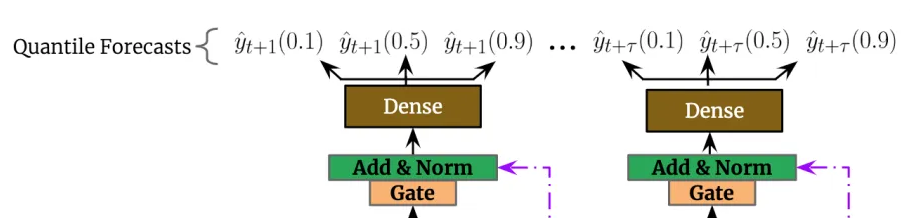 Quantile Forecasts ŷt+1(0.1) ŷt+1(0.5) ŷt+1(0.9) ... ŷt+τ(0.1) ŷt+τ(0.5) ŷt+τ(0.9)
Dense Dense
Add & Norm Add & Norm
Gate Gate